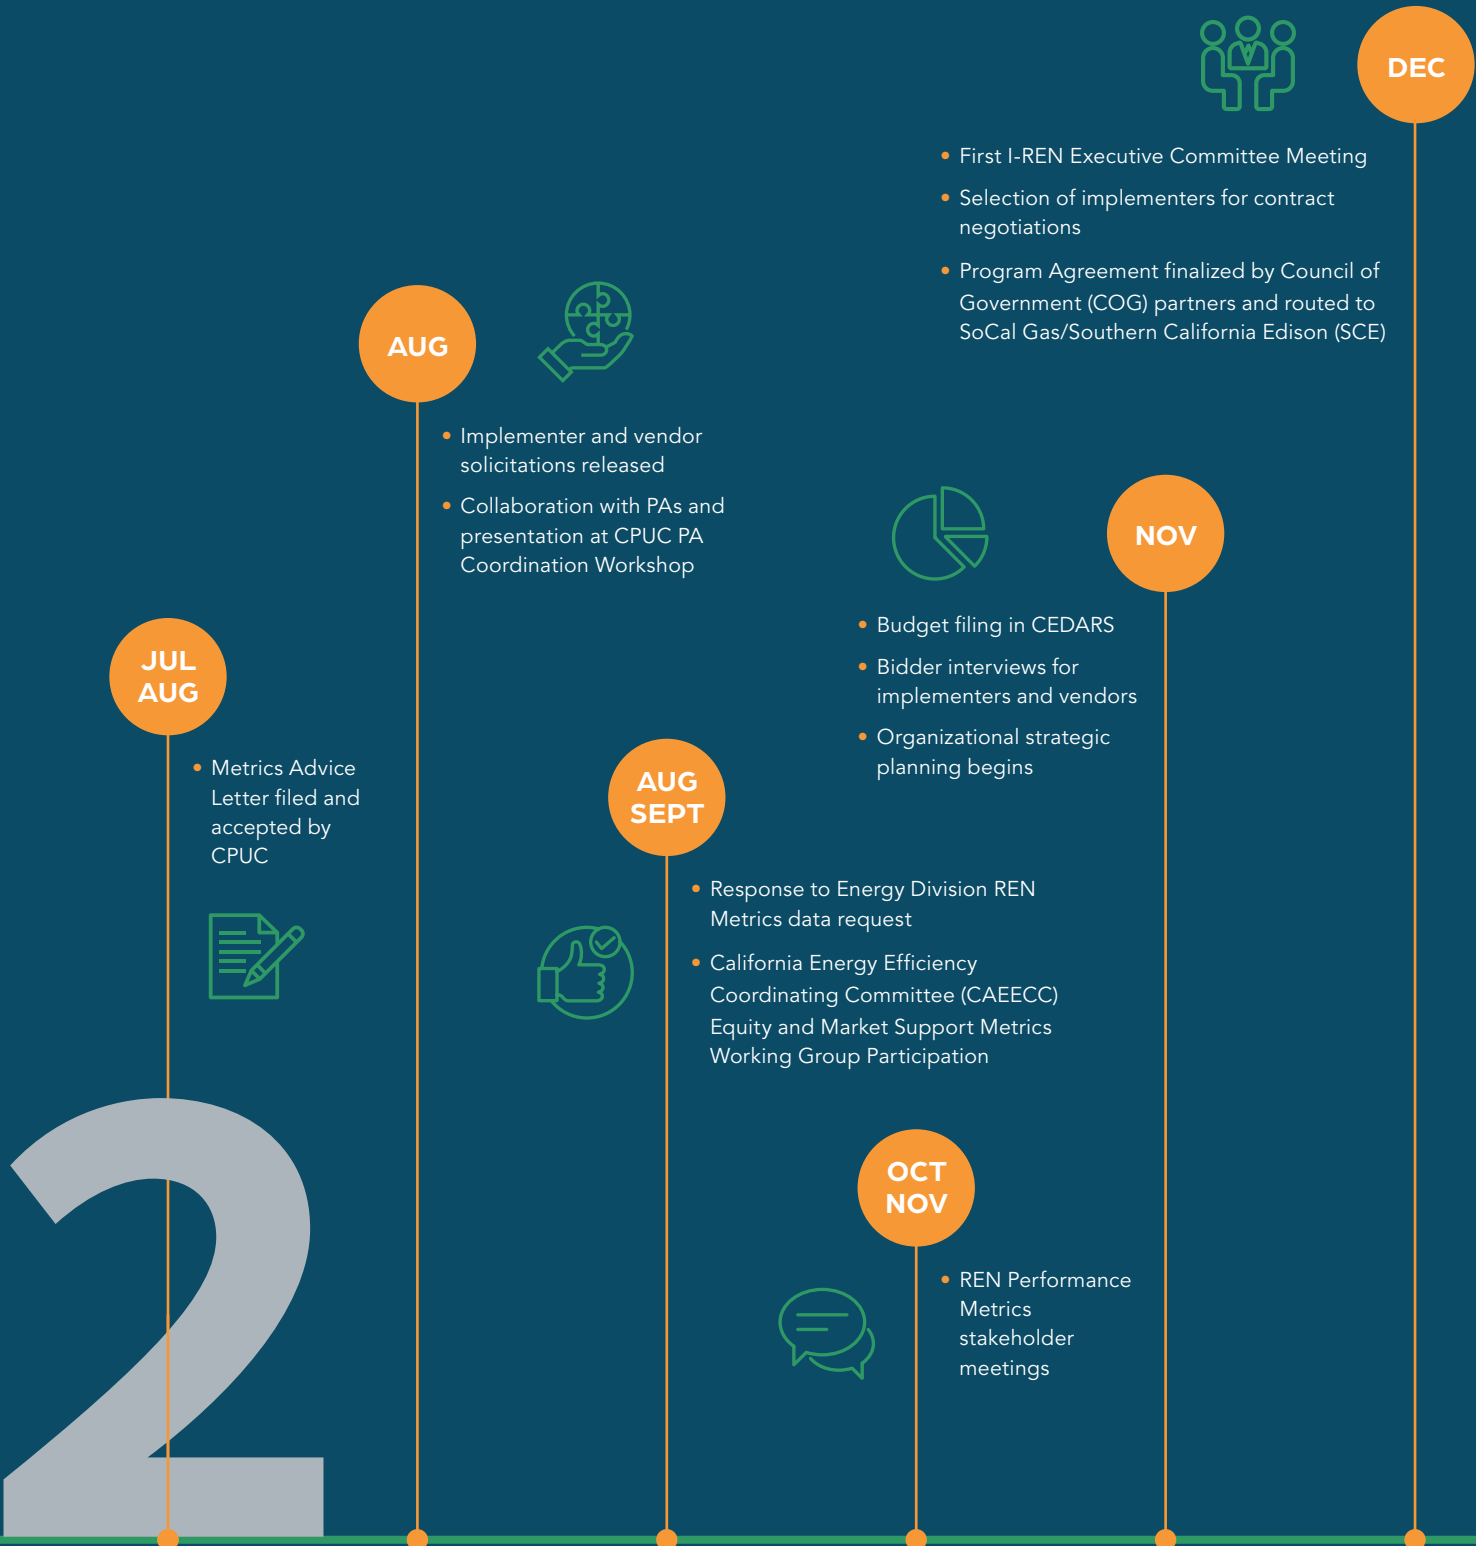 JUL
AUG
• Metrics Advice
Letter filed and
accepted by
CPUC
AUG
• Implementer and vendor
solicitations released
• Collaboration with PAs and
presentation at CPUC PA
Coordination Workshop
AUG
SEPT
• Response to Energy Division REN
Metrics data request
• California Energy Efficiency
Coordinating Committee (CAEECC)
Equity and Market Support Metrics
Working Group Participation
OCT
NOV
• REN Performance
Metrics
stakeholder
meetings
NOV
• Budget filing in CEDARS
• Bidder interviews for
implementers and vendors
• Organizational strategic
planning begins
DEC
• First I-REN Executive Committee Meeting
• Selection of implementers for contract
negotiations
• Program Agreement finalized by Council of
Government (COG) partners and routed to
SoCal Gas/Southern California Edison (SCE)
2